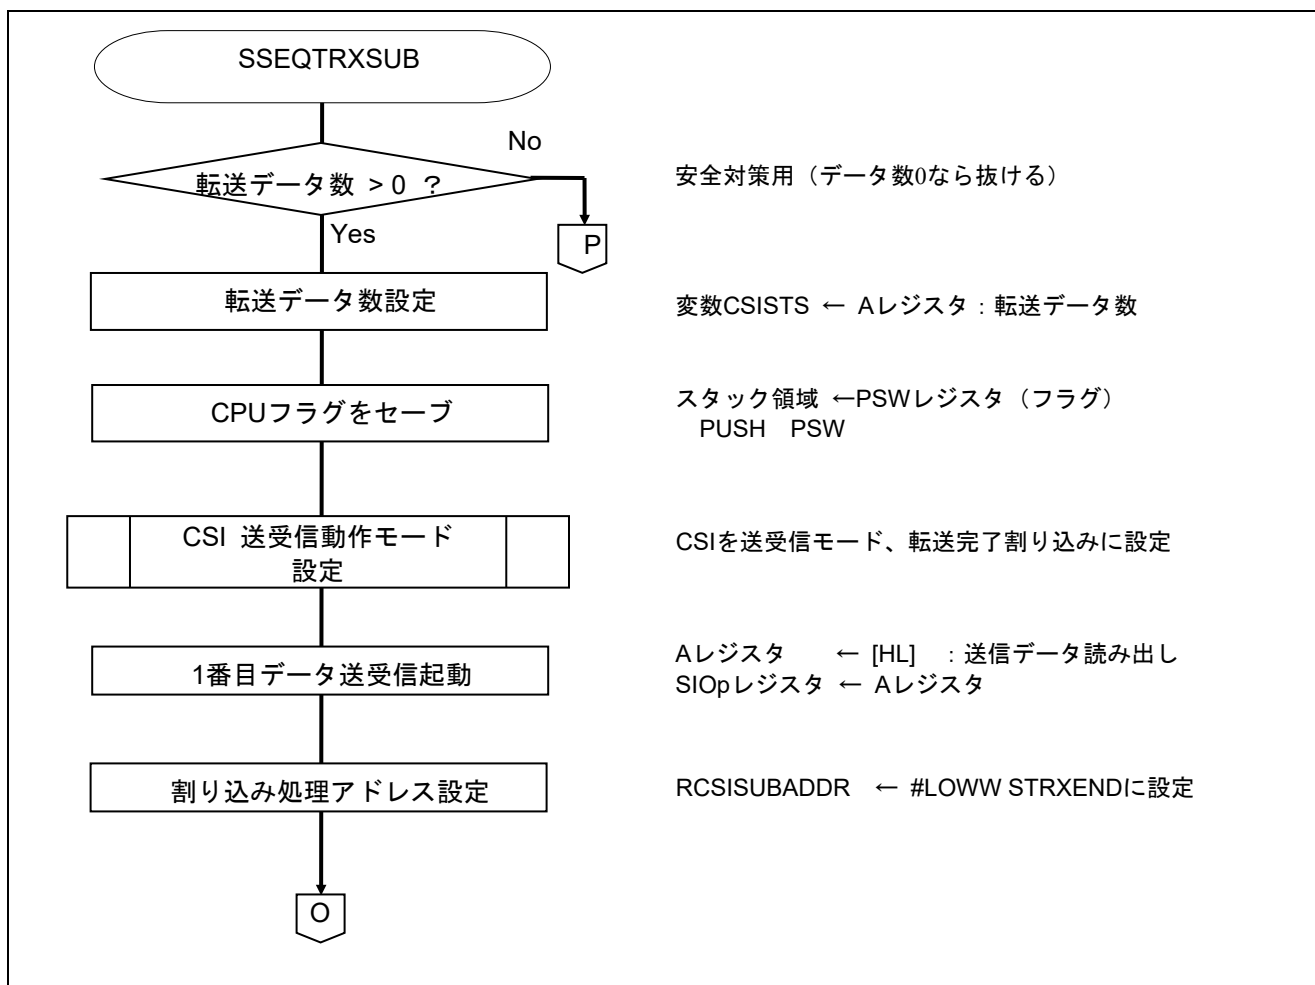 SSEQTRXSUB
No
転送データ数 > 0 ?
安全対策用（データ数0なら抜ける）
Yes
P
転送データ数設定
変数CSISTS ← Aレジスタ：転送データ数
CPUフラグをセーブ
スタック領域 ←PSWレジスタ（フラグ）
PUSH PSW
CSI 送受信動作モード
設定
CSIを送受信モード、転送完了割り込みに設定
1番目データ送受信起動
Aレジスタ ← [HL] ：送信データ読み出し
SIOpレジスタ ← Aレジスタ
割り込み処理アドレス設定
RCSISUBADDR ← #LOWW STRXENDに設定
O